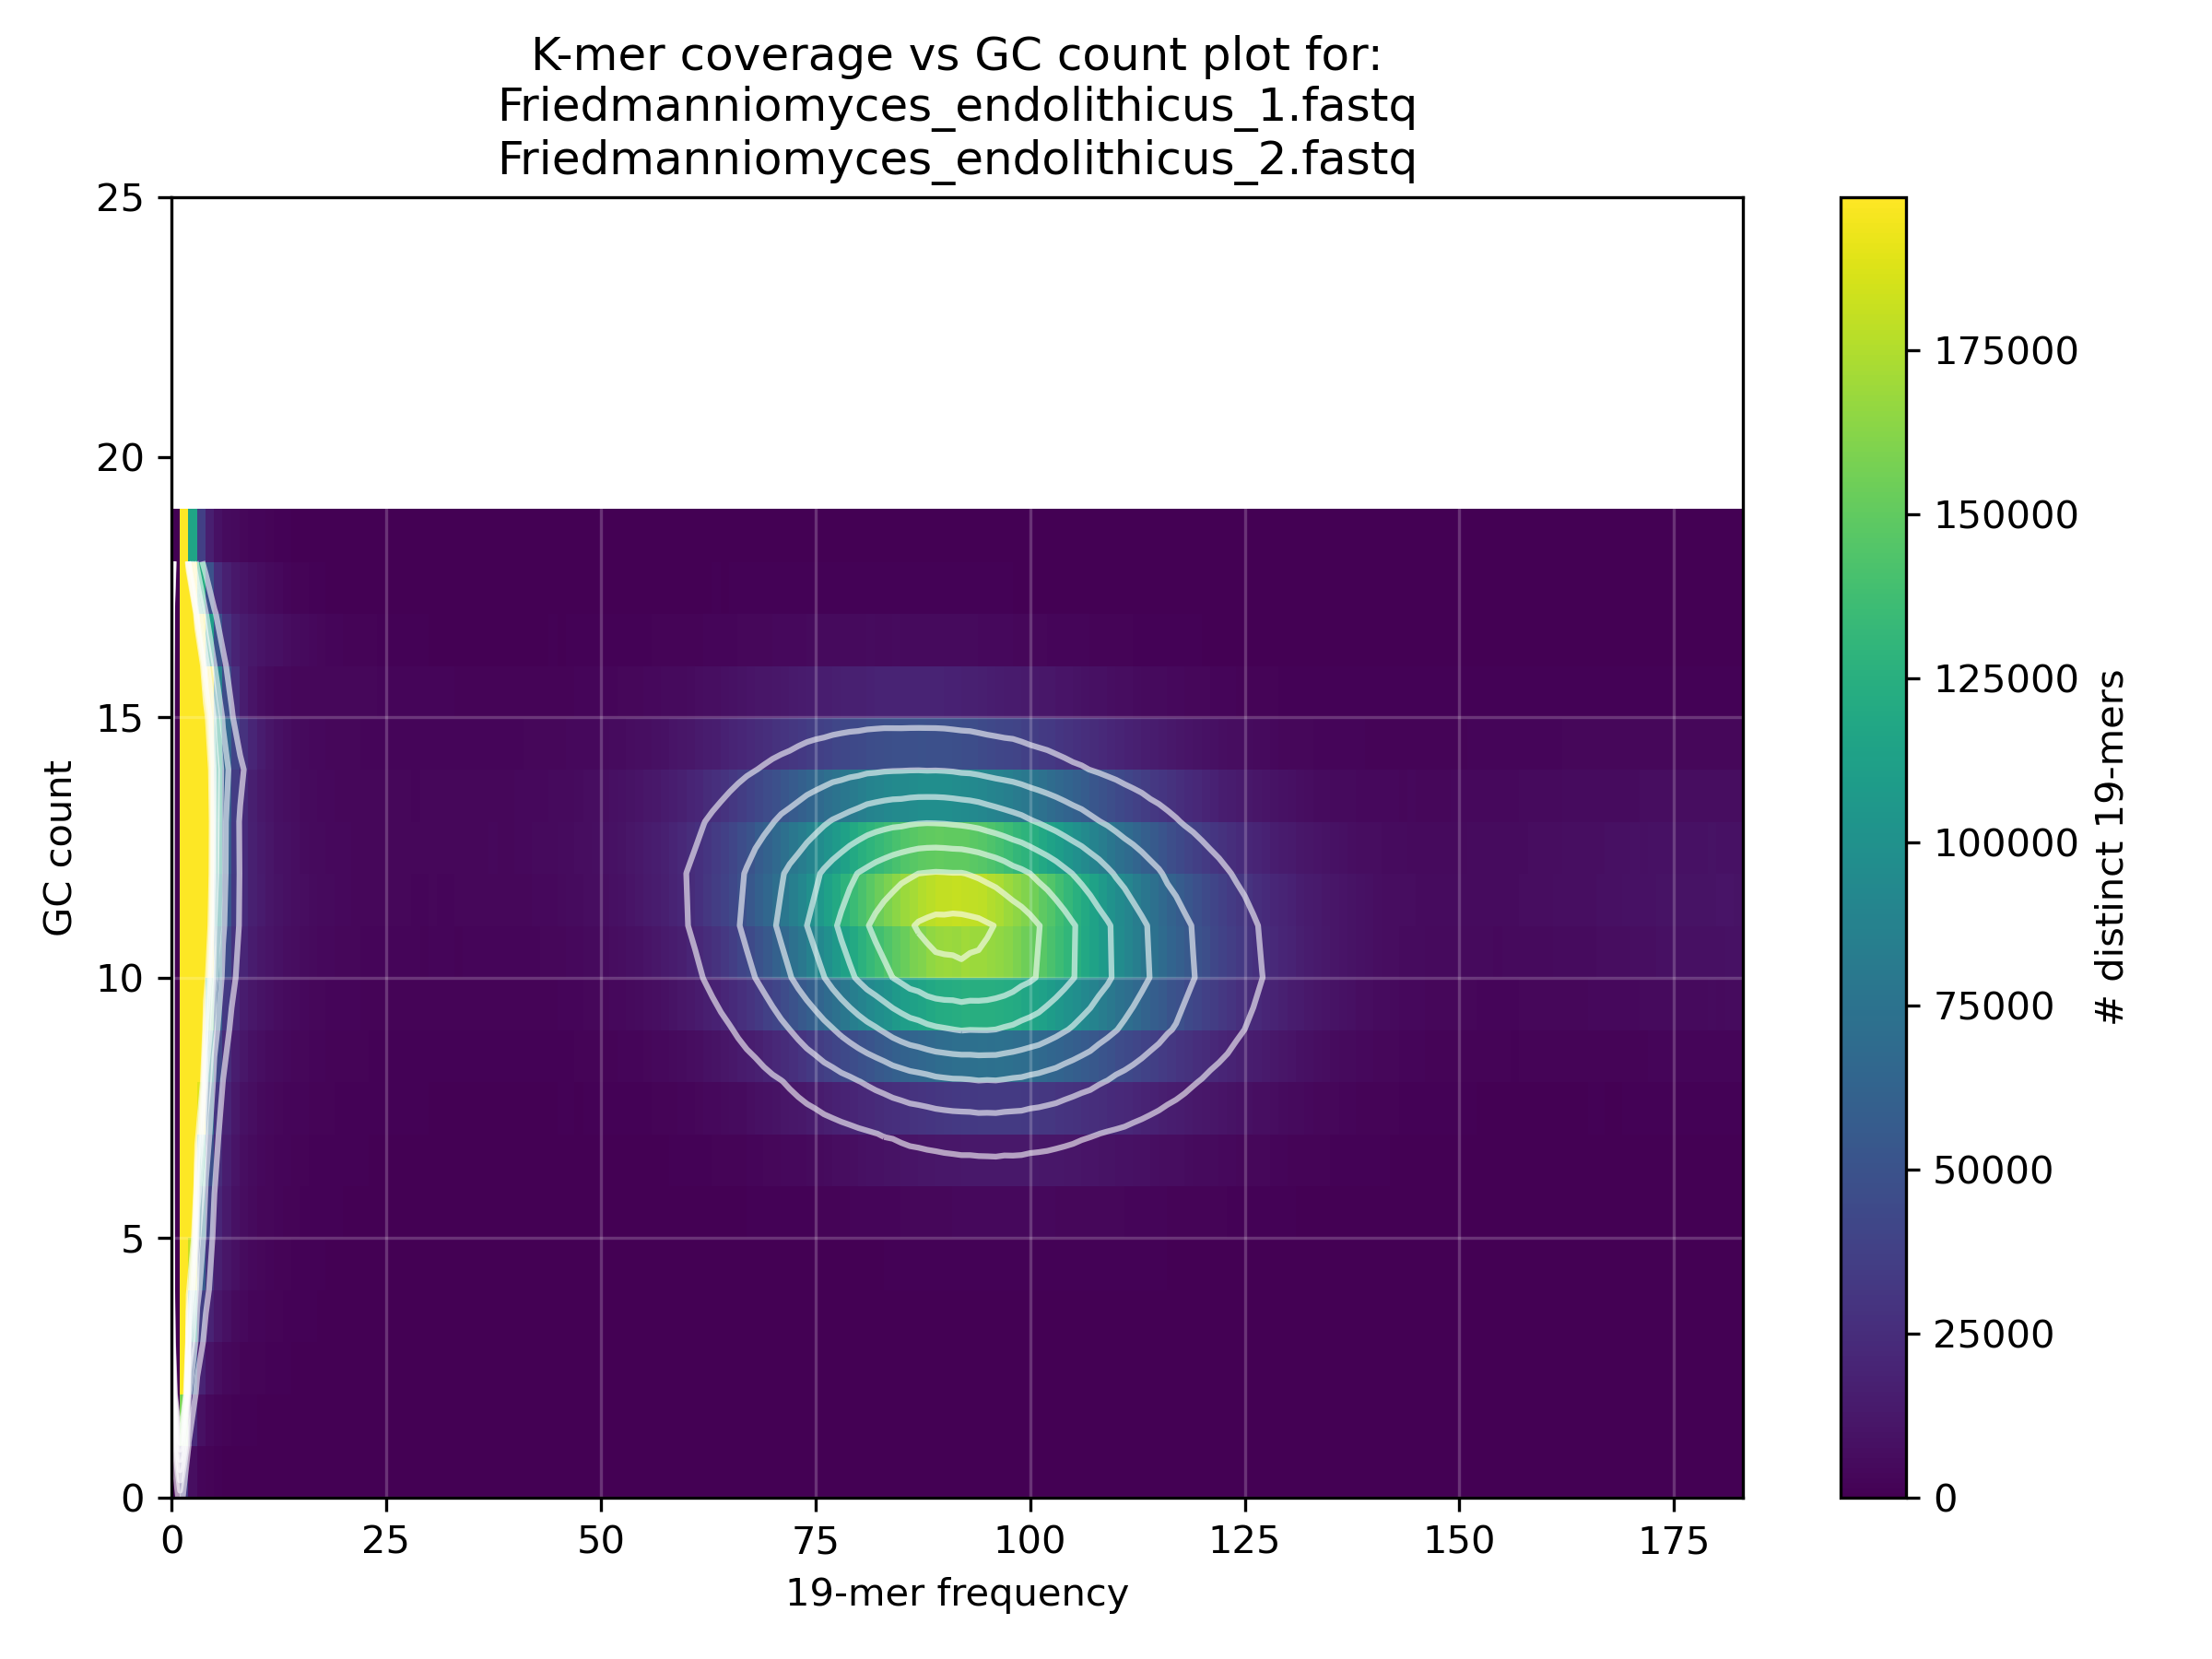 K-mer coverage vs GC count plot for:
Friedmanniomyces_endolithicus_1.fastq
Friedmanniomyces_endolithicus_2.fastq
25
20
15
10
5
0
GC count
0 25 50 75 100 125 150 175
19-mer frequency
175000
150000
125000
100000
75000
50000
25000
0
# distinct 19-mers